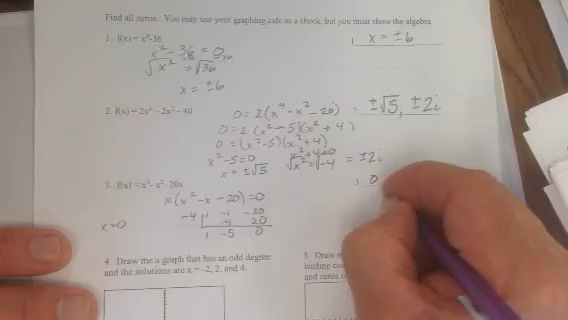 Find all zeros. You may use your graphing calc as a check, but you must show the algebra.
1. f(x) = x²-36
x² - 36 = 0
√x² = √36
x = ±6
1. x = ±6
2. f(x) = 2x⁴ - 2x² - 40
0 = 2(x⁴ - x² - 20)
±√5, ±2i
0 = 2(x² - 5)(x² + 4)
0 = (x² - 5)(x² + 4)
x² - 5 = 0
x² + 4 = 0
x = ±√5
√x² = √-4 = ±2i
3. f(x) = x³ - x² - 20x
3. 0
x(x² - x - 20) = 0
x=0
-4 | 1 -1 -20
-4 20
1 -5 0
4. Draw me a graph that has an odd degree
and the solutions are x = -2, 2, and 4.
5. Draw
leading
and zeros